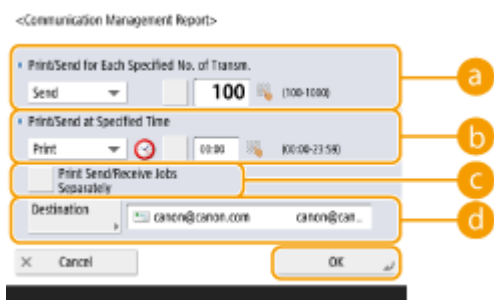 <Communication Management Report>
Print/Send for Each Specified No. of Transm.
Send 100 (100-1000)
a
Print/Send at Specified Time
Print 00:00 (00:00-23:59)
b
Print Send/Receive Jobs
Separately
c
Destination canon@canon.com canon@can...
d
× Cancel OK